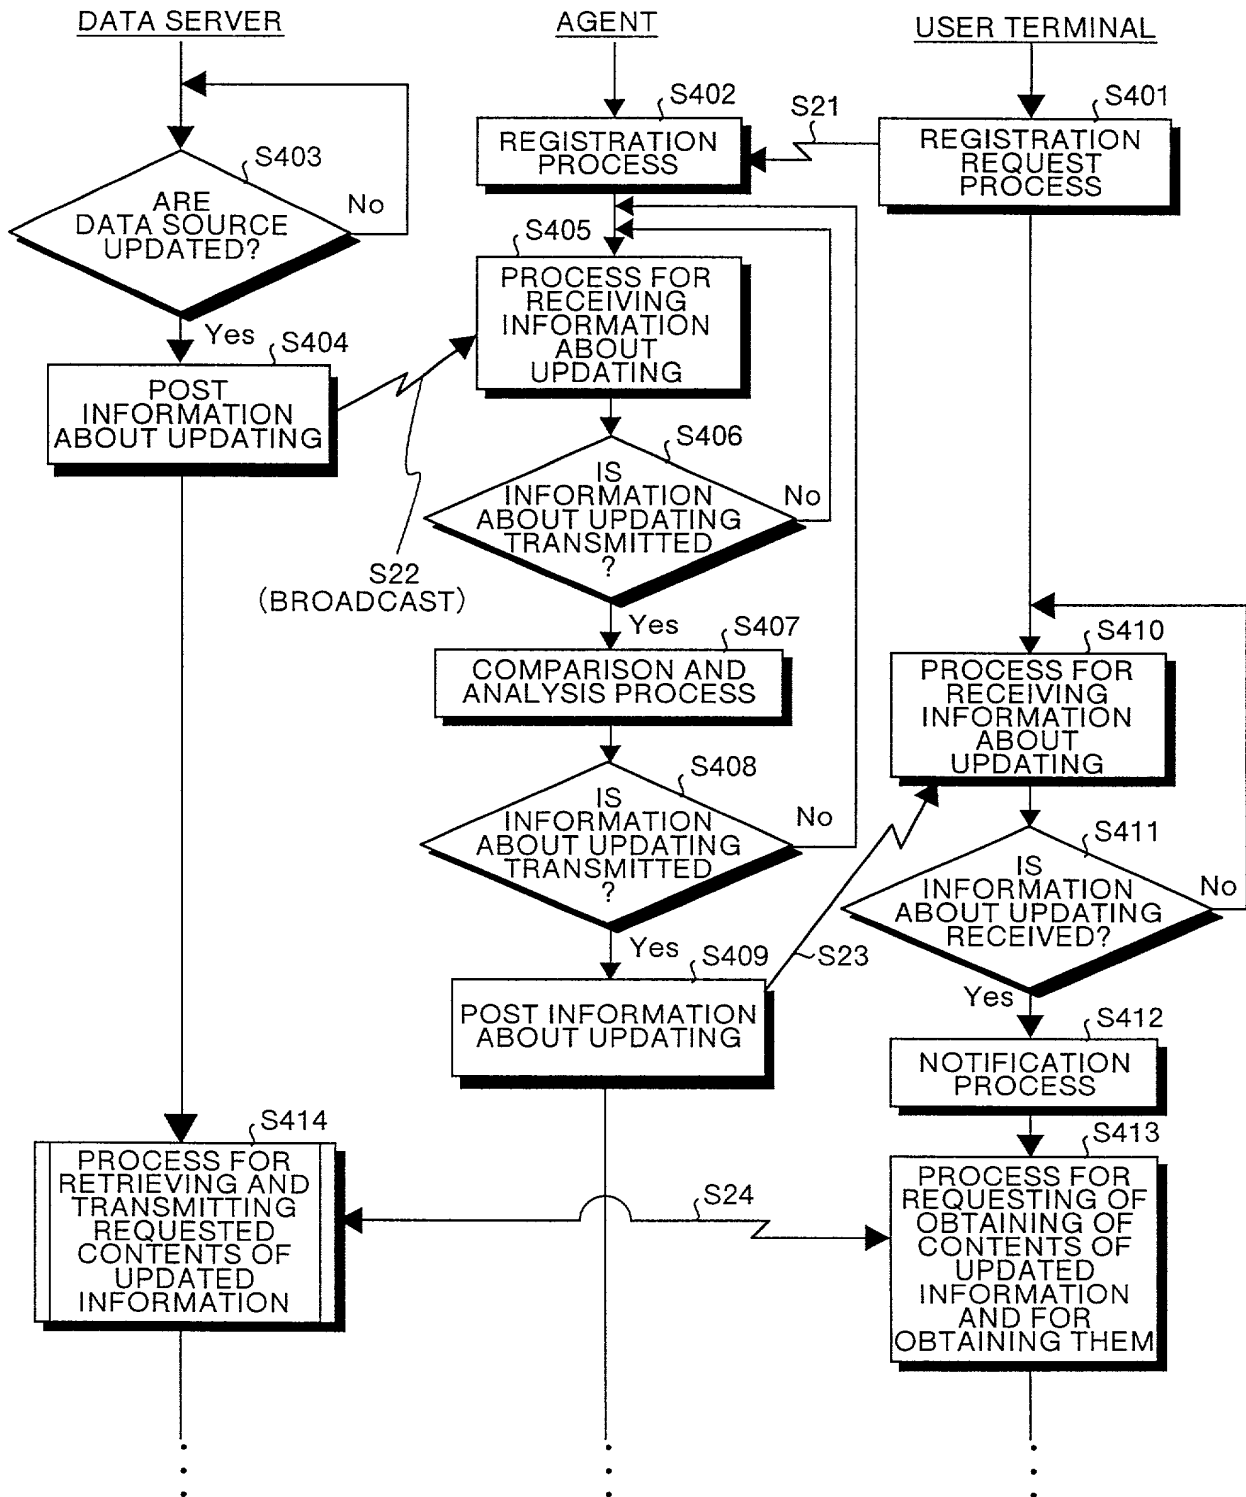 DATA SERVER
AGENT
USER TERMINAL
S402
S21
S401
REGISTRATION
PROCESS
REGISTRATION
REQUEST
PROCESS
S403
ARE
DATA SOURCE
UPDATED?
No
S405
PROCESS FOR
RECEIVING
INFORMATION
ABOUT
UPDATING
Yes
S404
POST
INFORMATION
ABOUT UPDATING
S406
IS
INFORMATION
ABOUT UPDATING
TRANSMITTED
?
No
S22
(BROADCAST)
Yes
S407
COMPARISON AND
ANALYSIS PROCESS
S410
PROCESS FOR
RECEIVING
INFORMATION
ABOUT
UPDATING
S408
IS
INFORMATION
ABOUT UPDATING
TRANSMITTED
?
No
S411
IS
INFORMATION
ABOUT UPDATING
RECEIVED?
No
Yes
S409
S23
POST INFORMATION
ABOUT UPDATING
Yes
S412
NOTIFICATION
PROCESS
S414
PROCESS FOR
RETRIEVING AND
TRANSMITTING
REQUESTED
CONTENTS OF
UPDATED
INFORMATION
S24
S413
PROCESS FOR
REQUESTING OF
OBTAINING OF
CONTENTS OF
UPDATED
INFORMATION
AND FOR
OBTAINING THEM